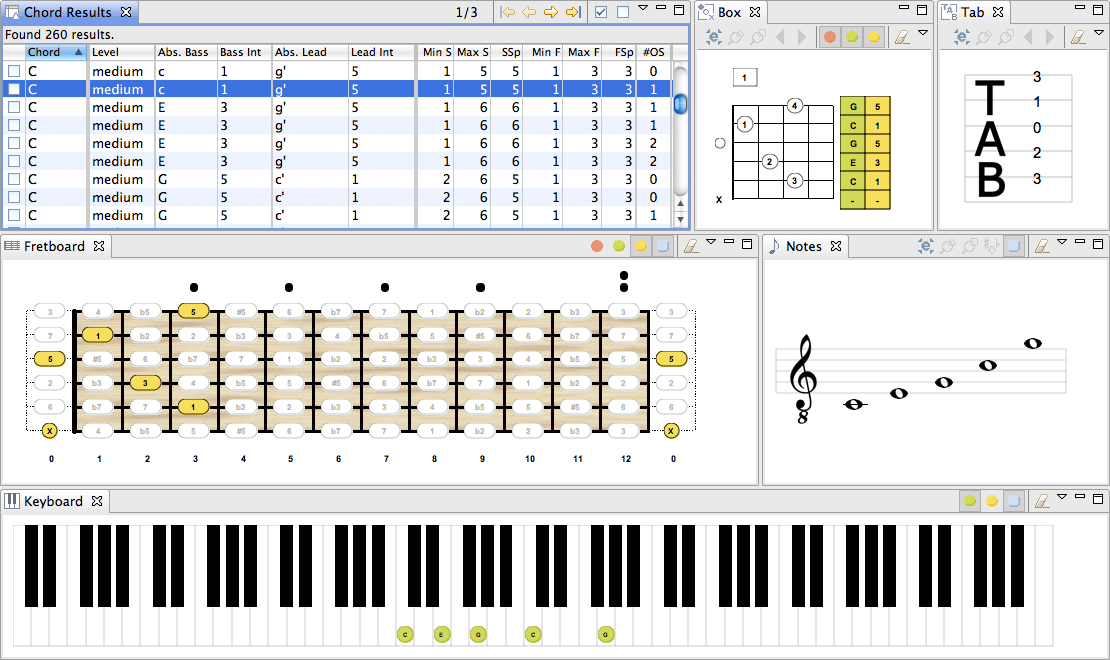 Chord Results 1/3
Found 260 results.
Chord Level Abs. Bass Bass Int Abs. Lead Lead Int Min S Max S SSp Min F Max F FSp #OS
C medium c 1 g' 5 1 5 5 1 3 3 0
C medium c 1 g' 5 1 5 5 1 3 3 1
C medium E 3 g' 5 1 6 6 1 3 3 1
C medium E 3 g' 5 1 6 6 1 3 3 1
C medium E 3 g' 5 1 6 6 1 3 3 2
C medium E 3 g' 5 1 6 6 1 3 3 2
C medium G 5 c' 1 2 6 5 1 3 3 0
C medium G 5 c' 1 2 6 5 1 3 3 0
C medium G 5 c' 1 2 6 5 1 3 3 1
Box
1
4 G 5
1 C 1
G 5
2 E 3
3 C 1
x - -
Tab
TAB
3
1
0
2
3
Fretboard
3 4 b5 5 #5 6 b7 7 1 b2 2 b3 3 3
7 1 b2 2 b3 3 4 b5 5 #5 6 b7 7 7
5 #5 6 b7 7 1 b2 2 b3 3 4 b5 5 5
2 b3 3 4 b5 5 #5 6 b7 7 1 b2 2 2
6 b7 7 1 b2 2 b3 3 4 b5 5 #5 6 6
X 4 b5 5 #5 6 b7 7 1 b2 2 b3 3 X
0 1 2 3 4 5 6 7 8 9 10 11 12 0
Notes
8
Keyboard
C E G C G